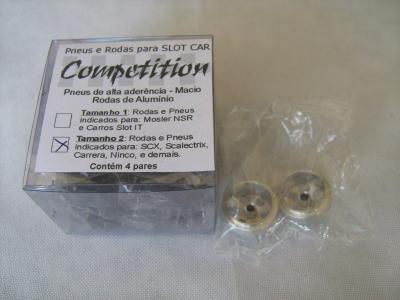 Pneus e Rodas para SLOT CAR
Competition
Pneus de alta aderência - Macio
Rodas de Alumínio
Tamanho 1: Rodas e Pneus
indicados para: Mosler NSR
e Carros Slot IT
Tamanho 2: Rodas e Pneus
indicados para: SCX, Scalectrix,
Carrera, Ninco, e demais.
Contém 4 pares